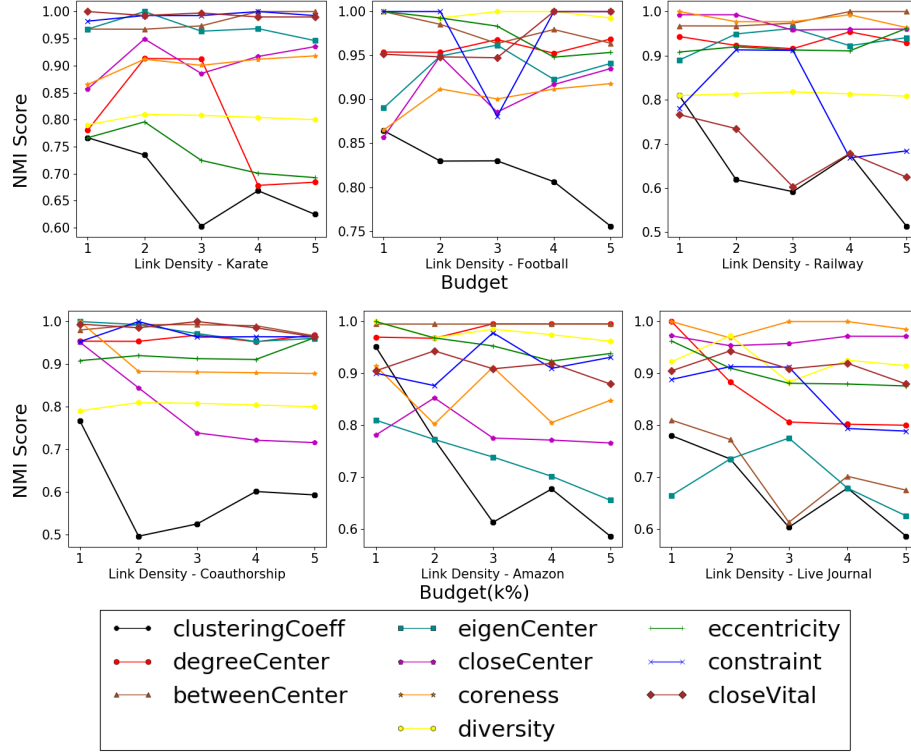 NMI Score
1.00
0.95
0.90
0.85
0.80
0.75
0.70
0.65
0.60
1 2 3 4 5
Link Density - Karate
1.00
0.95
0.90
0.85
0.80
0.75
1 2 3 4 5
Link Density - Football
1.0
0.9
0.8
0.7
0.6
0.5
1 2 3 4 5
Link Density - Railway
Budget
NMI Score
1.0
0.9
0.8
0.7
0.6
0.5
1 2 3 4 5
Link Density - Coauthorship
1.0
0.9
0.8
0.7
0.6
1 2 3 4 5
Link Density - Amazon
1.0
0.9
0.8
0.7
0.6
1 2 3 4 5
Link Density - Live Journal
Budget(k%)
clusteringCoeff
degreeCenter
betweenCenter
eigenCenter
closeCenter
coreness
diversity
eccentricity
constraint
closeVital